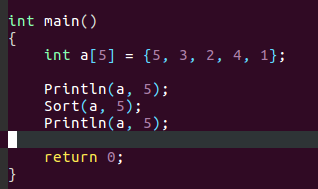 int main()
{
    int a[5] = {5, 3, 2, 4, 1};
    Println(a, 5);
    Sort(a, 5);
    Println(a, 5);
    return 0;
}